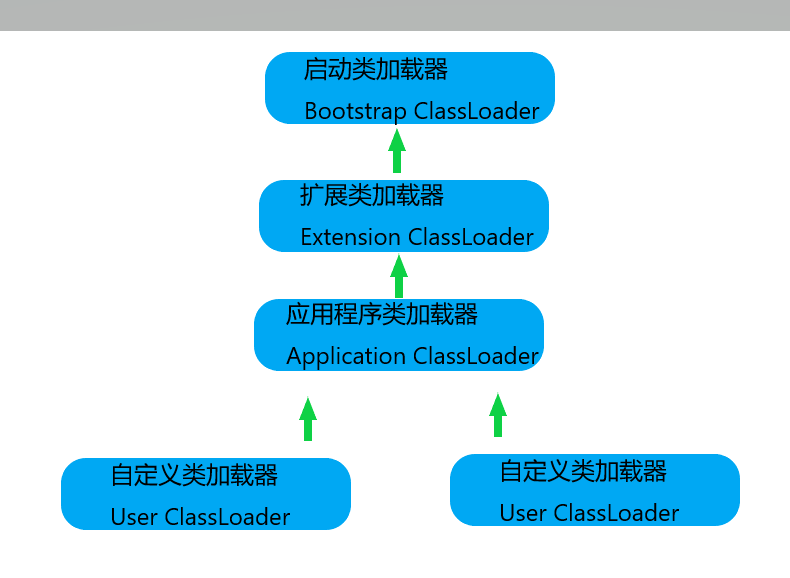 启动类加载器
Bootstrap ClassLoader
扩展类加载器
Extension ClassLoader
应用程序类加载器
Application ClassLoader
自定义类加载器
User ClassLoader
自定义类加载器
User ClassLoader